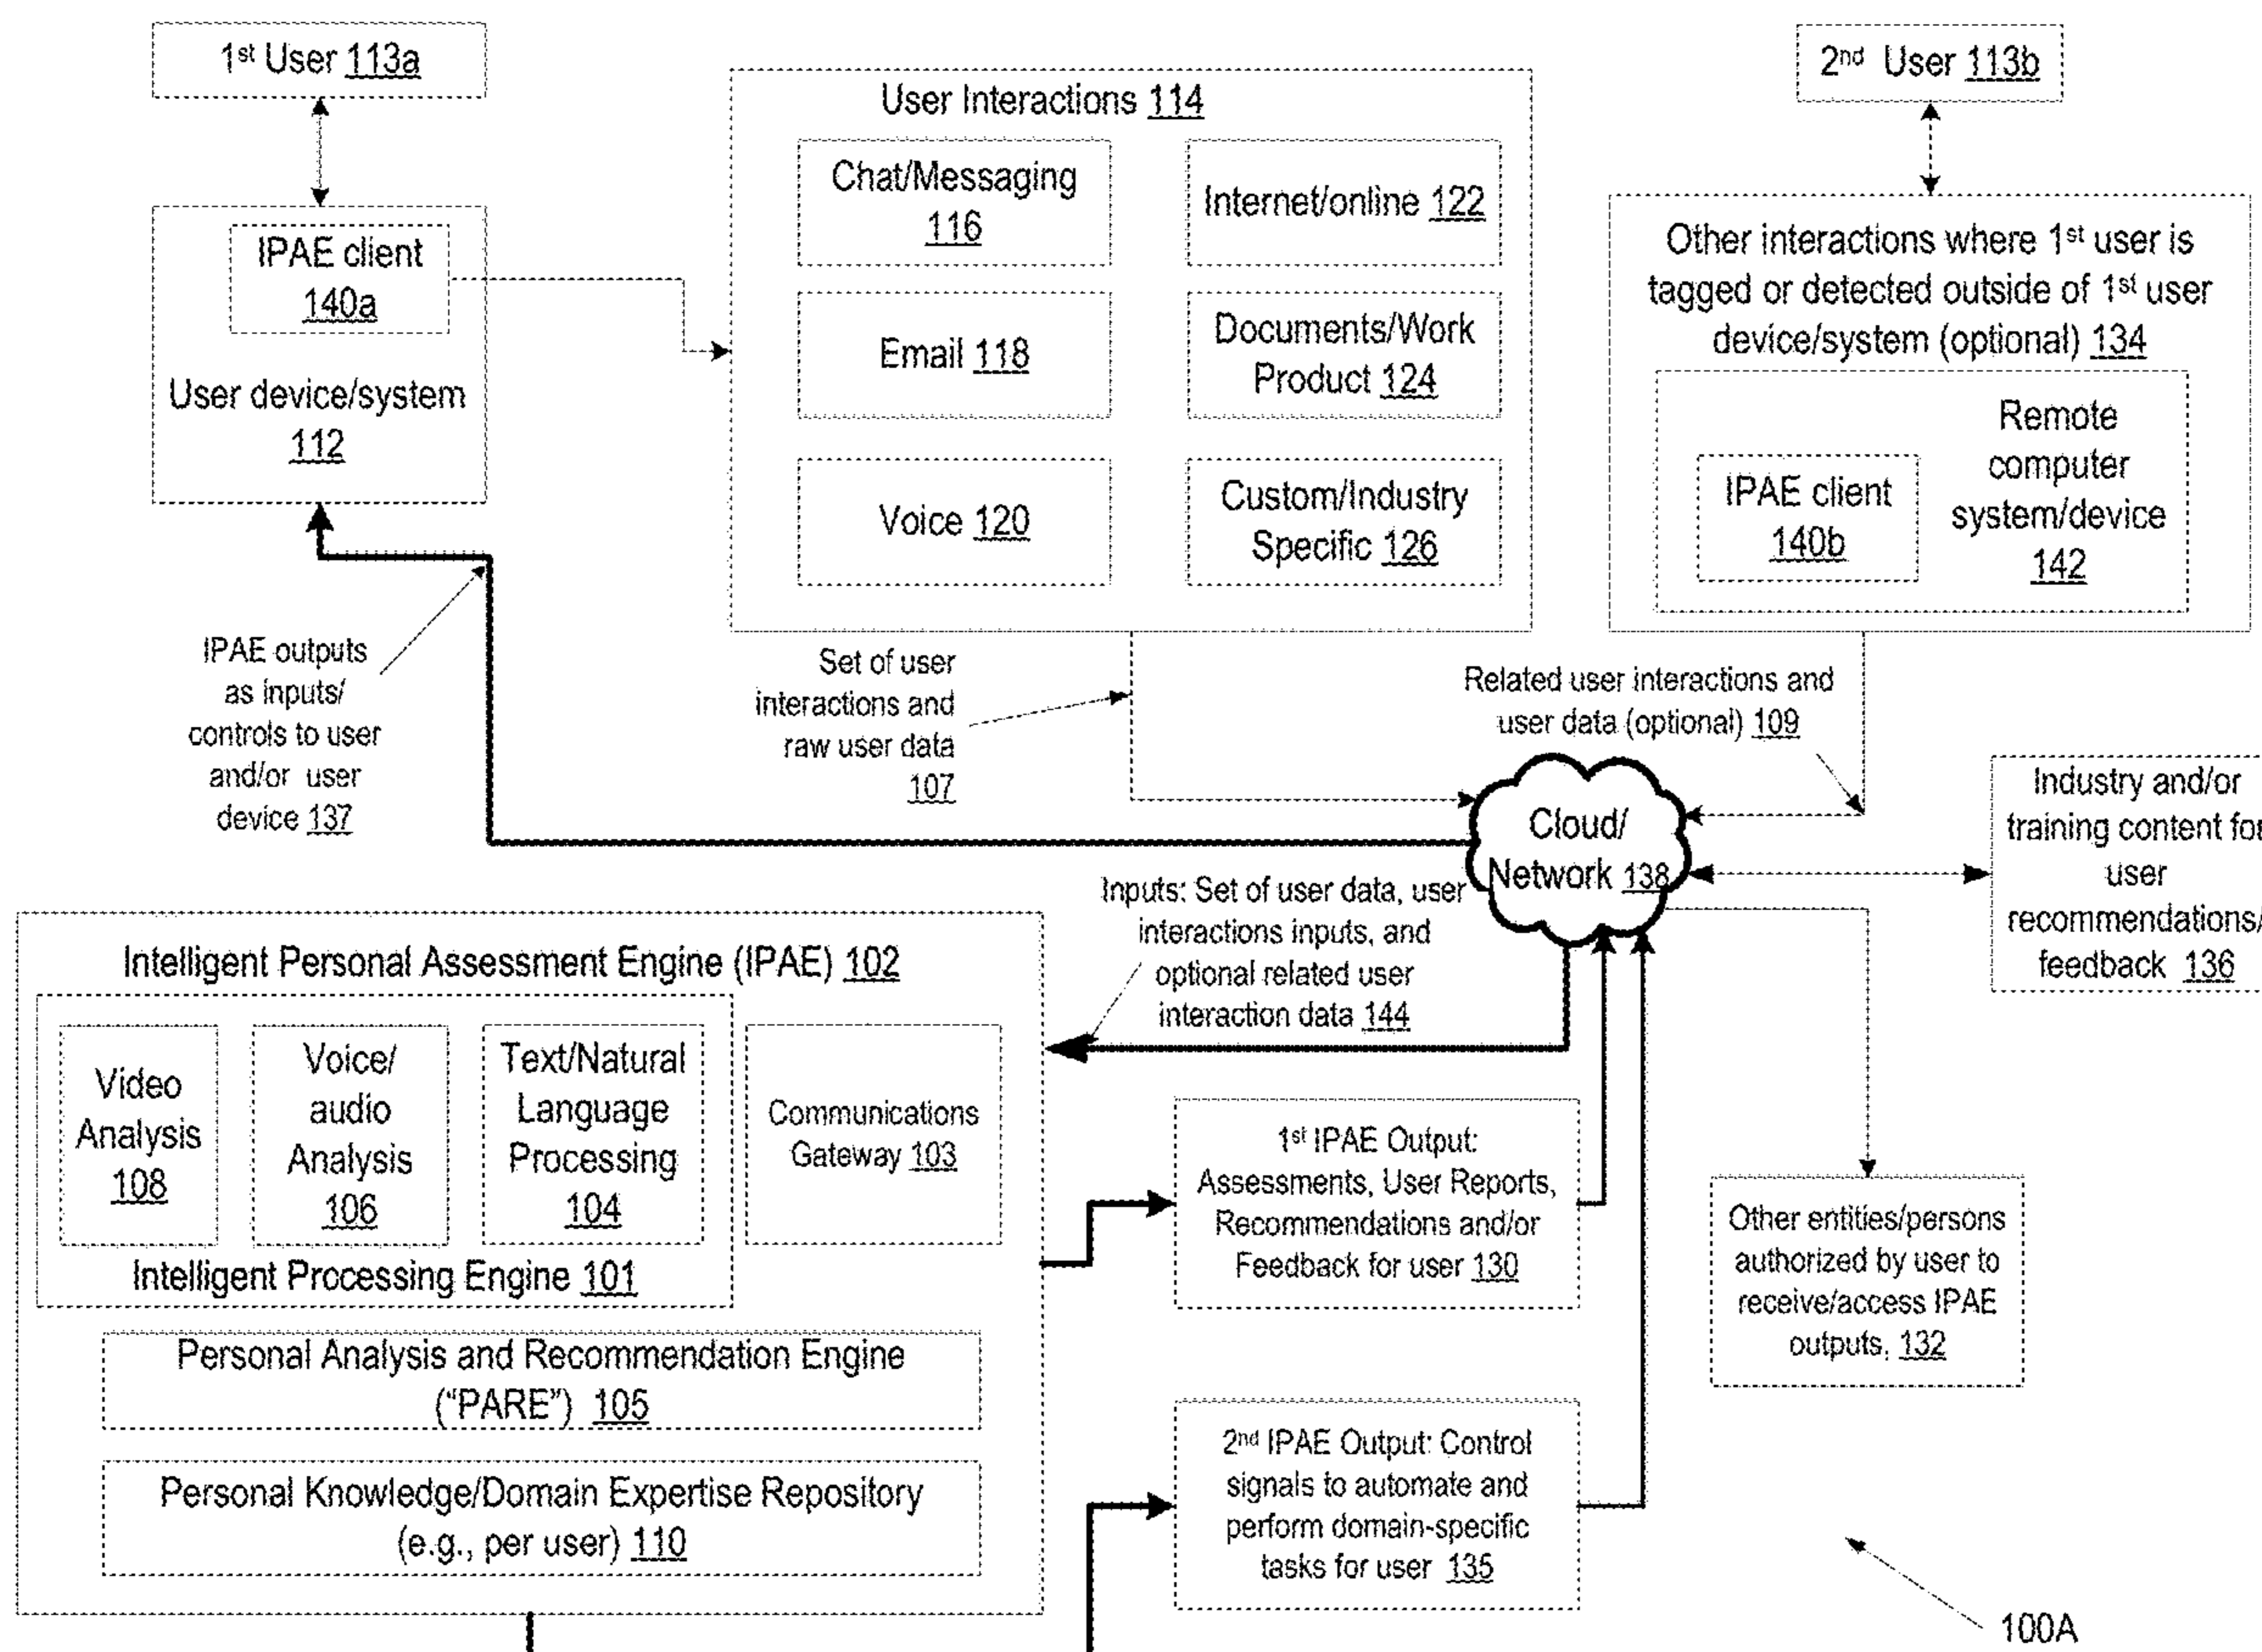 1st User 113a
IPAE client
140a
User device/system
112
User Interactions 114
Chat/Messaging
116
Internet/online 122
Email 118
Documents/Work
Product 124
Voice 120
Custom/Industry
Specific 126
2nd User 113b
Other interactions where 1st user is
tagged or detected outside of 1st user
device/system (optional) 134
IPAE client
140b
Remote
computer
system/device
142
IPAE outputs
as inputs/
controls to user
and/or user
device 137
Set of user
interactions and
raw user data
107
Related user interactions and
user data (optional) 109
Cloud/
Network 138
Industry and/or
training content for
user
recommendations/
feedback 136
Inputs: Set of user data, user
interactions inputs, and
optional related user
interaction data 144
Intelligent Personal Assessment Engine (IPAE) 102
Video
Analysis
108
Voice/
audio
Analysis
106
Text/Natural
Language
Processing
104
Intelligent Processing Engine 101
Communications
Gateway 103
Personal Analysis and Recommendation Engine
("PARE") 105
Personal Knowledge/Domain Expertise Repository
(e.g., per user) 110
1st IPAE Output:
Assessments, User Reports,
Recommendations and/or
Feedback for user 130
2nd IPAE Output: Control
signals to automate and
perform domain-specific
tasks for user 135
Other entities/persons
authorized by user to
receive/access IPAE
outputs, 132
100A